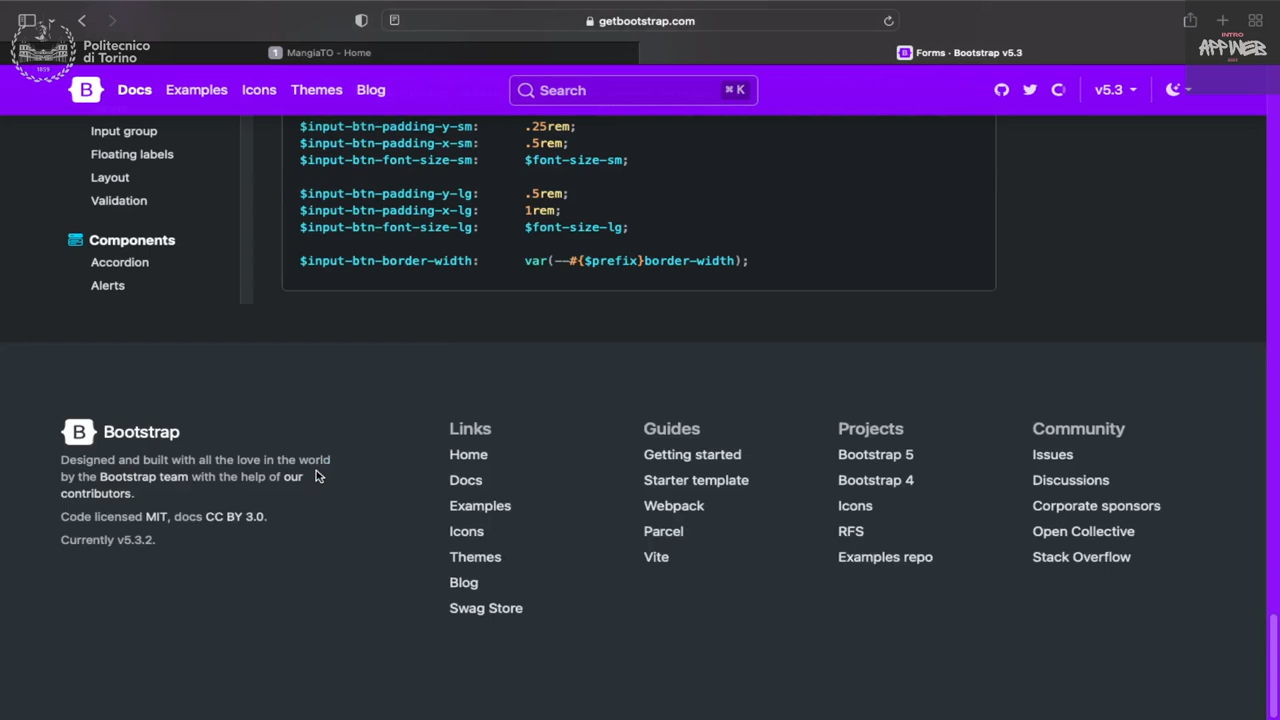 getbootstrap.com
Politecnico
di Torino
1859
1 MangiaTO - Home
B Forms · Bootstrap v5.3
INTRO
APPWEB
B Docs Examples Icons Themes Blog Search ⌘ K v5.3
Input group
Floating labels
Layout
Validation
Components
Accordion
Alerts
$input-btn-padding-y-sm: .25rem;
$input-btn-padding-x-sm: .5rem;
$input-btn-font-size-sm: $font-size-sm;
$input-btn-padding-y-lg: .5rem;
$input-btn-padding-x-lg: 1rem;
$input-btn-font-size-lg: $font-size-lg;
$input-btn-border-width: var(--#{$prefix}border-width);
B Bootstrap
Designed and built with all the love in the world
by the Bootstrap team with the help of our
contributors.
Code licensed MIT, docs CC BY 3.0.
Currently v5.3.2.
Links
Home
Docs
Examples
Icons
Themes
Blog
Swag Store
Guides
Getting started
Starter template
Webpack
Parcel
Vite
Projects
Bootstrap 5
Bootstrap 4
Icons
RFS
Examples repo
Community
Issues
Discussions
Corporate sponsors
Open Collective
Stack Overflow